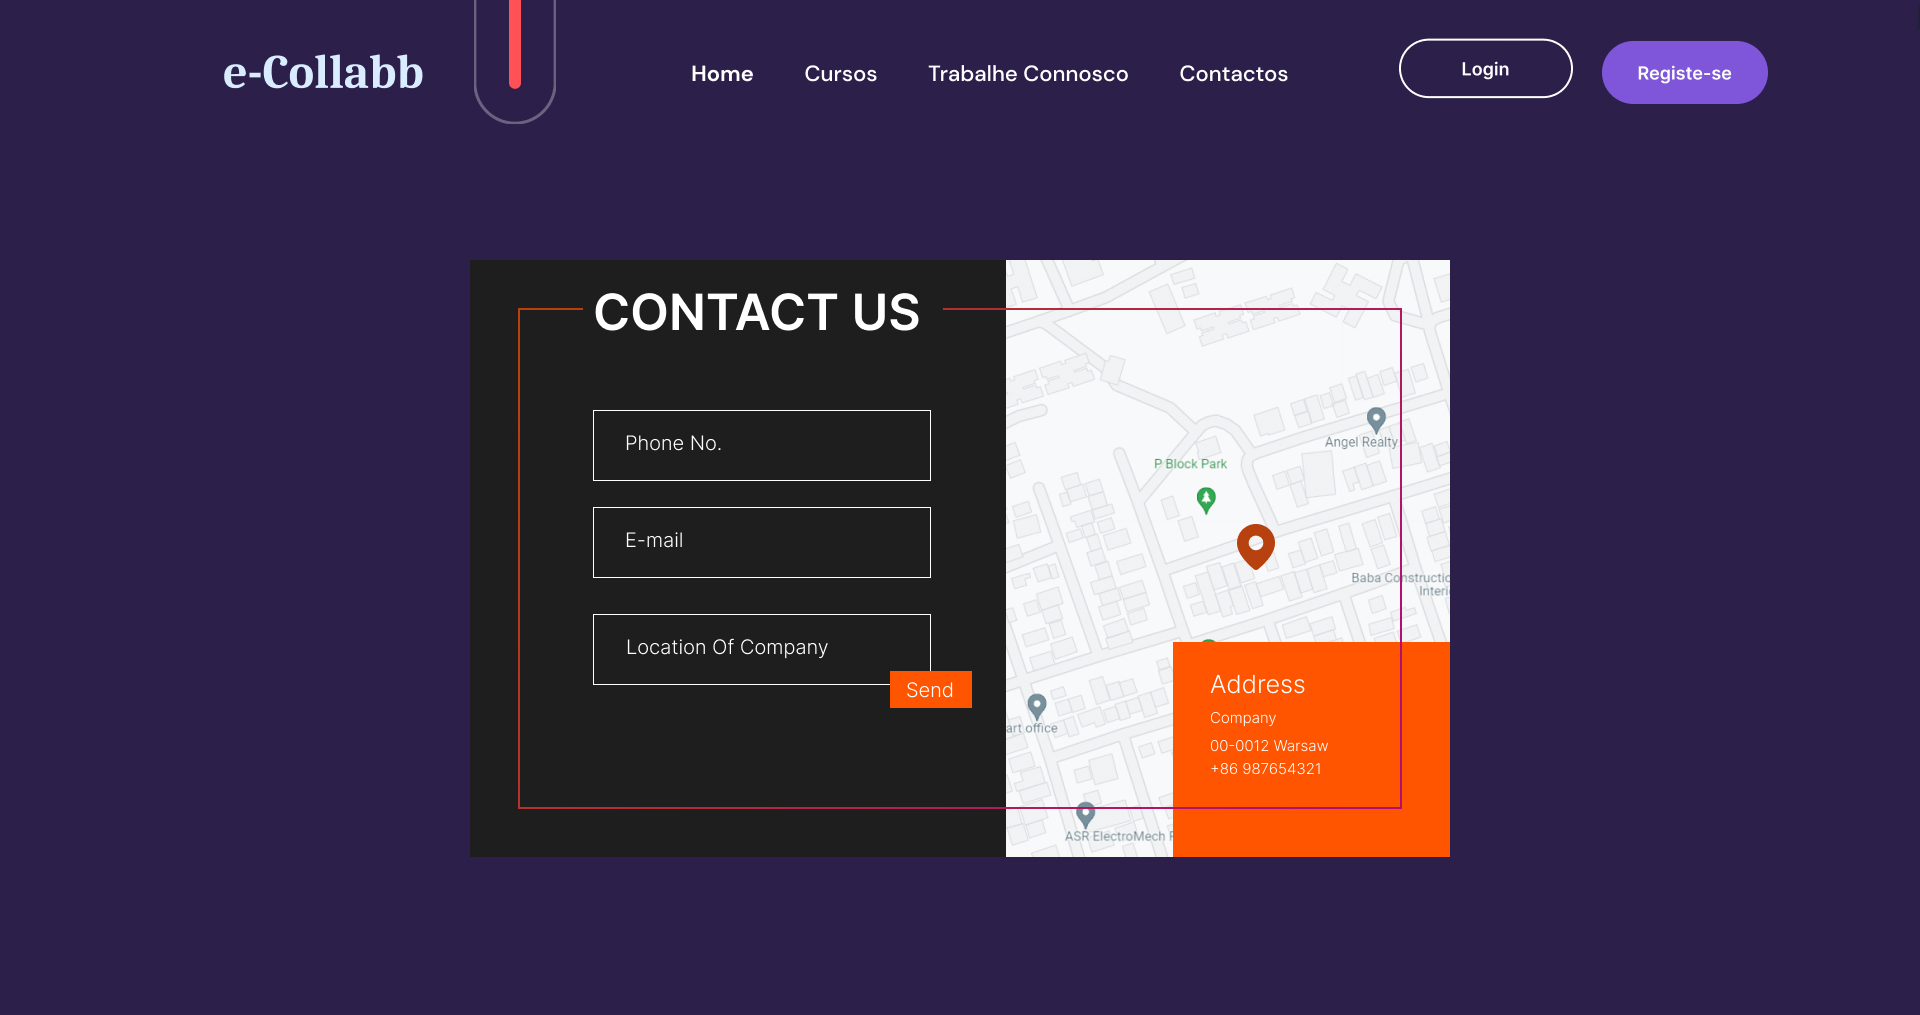 e-Collabb
Home
Cursos
Trabalhe Connosco
Contactos
Login
Registe-se
CONTACT US
Phone No.
E-mail
Location Of Company
Send
Angel Realty
P Block Park
Baba Constructio
Interi
art office
ASR ElectroMech
Address
Company
00-0012 Warsaw
+86 987654321